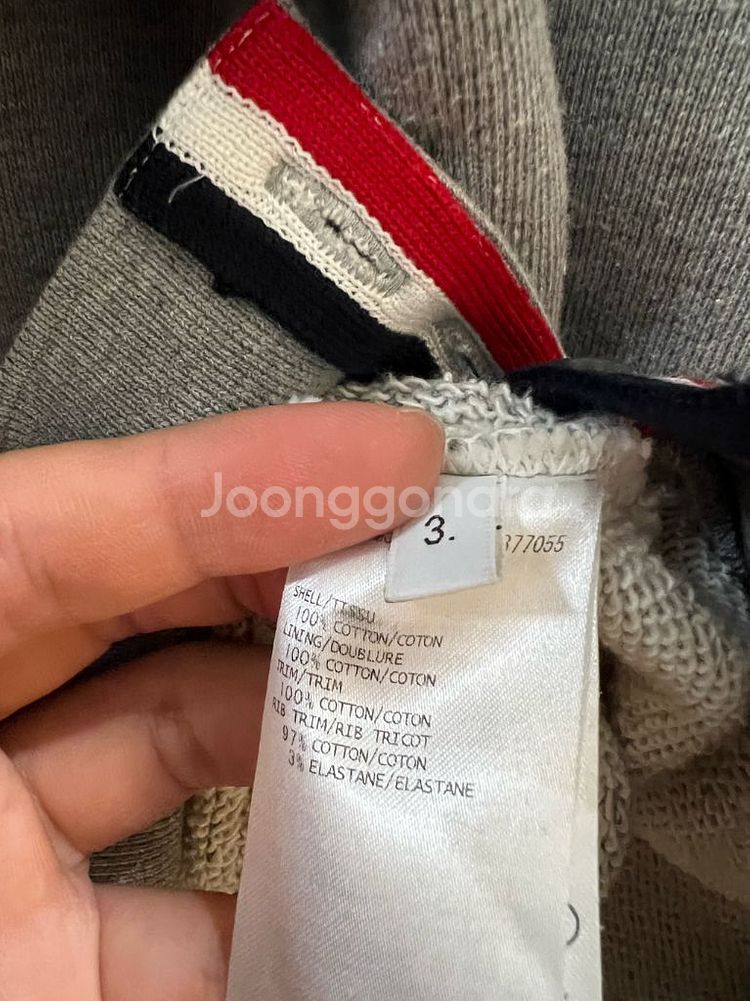 Joonggonara
3.
377055
SHELL/TISSU
100% COTTON/COTON
LINING/DOUBLURE
100% COTTON/COTON
TRIM/TRIM
100% COTTON/COTON
RIB TRIM/RIB TRICOT
97% COTTON/COTON
3% ELASTANE/ELASTANE